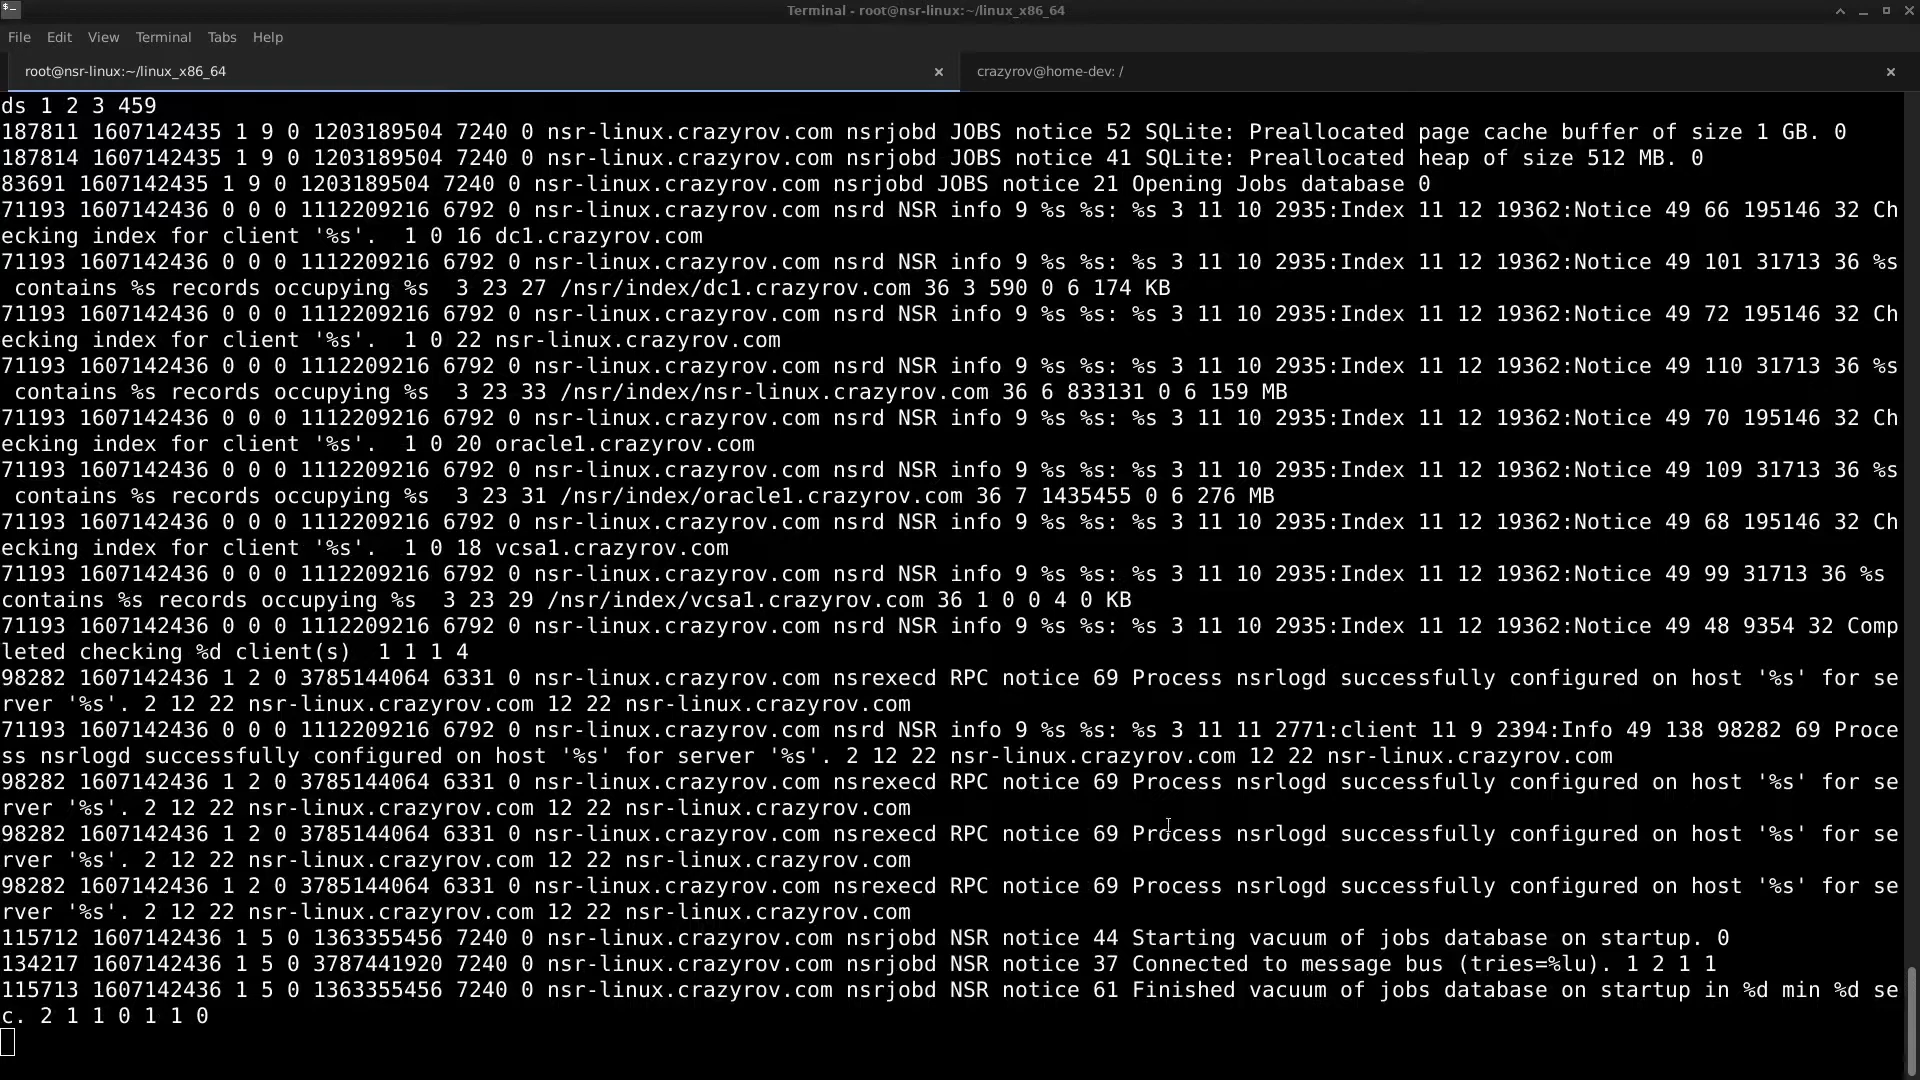 Terminal - root@nsr-linux:~/linux_x86_64
File Edit View Terminal Tabs Help
root@nsr-linux:~/linux_x86_64
crazyrov@home-dev: /
ds 1 2 3 459
187811 1607142435 1 9 0 1203189504 7240 0 nsr-linux.crazyrov.com nsrjobd JOBS notice 52 SQLite: Preallocated page cache buffer of size 1 GB. 0
187814 1607142435 1 9 0 1203189504 7240 0 nsr-linux.crazyrov.com nsrjobd JOBS notice 41 SQLite: Preallocated heap of size 512 MB. 0
83691 1607142435 1 9 0 1203189504 7240 0 nsr-linux.crazyrov.com nsrjobd JOBS notice 21 Opening Jobs database 0
71193 1607142436 0 0 0 1112209216 6792 0 nsr-linux.crazyrov.com nsrd NSR info 9 %s %s: %s 3 11 10 2935:Index 11 12 19362:Notice 49 66 195146 32 Ch
ecking index for client '%s'.  1 0 16 dc1.crazyrov.com
71193 1607142436 0 0 0 1112209216 6792 0 nsr-linux.crazyrov.com nsrd NSR info 9 %s %s: %s 3 11 10 2935:Index 11 12 19362:Notice 49 101 31713 36 %s
 contains %s records occupying %s  3 23 27 /nsr/index/dc1.crazyrov.com 36 3 590 0 6 174 KB
71193 1607142436 0 0 0 1112209216 6792 0 nsr-linux.crazyrov.com nsrd NSR info 9 %s %s: %s 3 11 10 2935:Index 11 12 19362:Notice 49 72 195146 32 Ch
ecking index for client '%s'.  1 0 22 nsr-linux.crazyrov.com
71193 1607142436 0 0 0 1112209216 6792 0 nsr-linux.crazyrov.com nsrd NSR info 9 %s %s: %s 3 11 10 2935:Index 11 12 19362:Notice 49 110 31713 36 %s
 contains %s records occupying %s  3 23 33 /nsr/index/nsr-linux.crazyrov.com 36 6 833131 0 6 159 MB
71193 1607142436 0 0 0 1112209216 6792 0 nsr-linux.crazyrov.com nsrd NSR info 9 %s %s: %s 3 11 10 2935:Index 11 12 19362:Notice 49 70 195146 32 Ch
ecking index for client '%s'.  1 0 20 oracle1.crazyrov.com
71193 1607142436 0 0 0 1112209216 6792 0 nsr-linux.crazyrov.com nsrd NSR info 9 %s %s: %s 3 11 10 2935:Index 11 12 19362:Notice 49 109 31713 36 %s
 contains %s records occupying %s  3 23 31 /nsr/index/oracle1.crazyrov.com 36 7 1435455 0 6 276 MB
71193 1607142436 0 0 0 1112209216 6792 0 nsr-linux.crazyrov.com nsrd NSR info 9 %s %s: %s 3 11 10 2935:Index 11 12 19362:Notice 49 68 195146 32 Ch
ecking index for client '%s'.  1 0 18 vcsa1.crazyrov.com
71193 1607142436 0 0 0 1112209216 6792 0 nsr-linux.crazyrov.com nsrd NSR info 9 %s %s: %s 3 11 10 2935:Index 11 12 19362:Notice 49 99 31713 36 %s
contains %s records occupying %s  3 23 29 /nsr/index/vcsa1.crazyrov.com 36 1 0 0 4 0 KB
71193 1607142436 0 0 0 1112209216 6792 0 nsr-linux.crazyrov.com nsrd NSR info 9 %s %s: %s 3 11 10 2935:Index 11 12 19362:Notice 49 48 9354 32 Comp
leted checking %d client(s)  1 1 1 4
98282 1607142436 1 2 0 3785144064 6331 0 nsr-linux.crazyrov.com nsrexecd RPC notice 69 Process nsrlogd successfully configured on host '%s' for se
rver '%s'. 2 12 22 nsr-linux.crazyrov.com 12 22 nsr-linux.crazyrov.com
71193 1607142436 0 0 0 1112209216 6792 0 nsr-linux.crazyrov.com nsrd NSR info 9 %s %s: %s 3 11 11 2771:client 11 9 2394:Info 49 138 98282 69 Proce
ss nsrlogd successfully configured on host '%s' for server '%s'. 2 12 22 nsr-linux.crazyrov.com 12 22 nsr-linux.crazyrov.com
98282 1607142436 1 2 0 3785144064 6331 0 nsr-linux.crazyrov.com nsrexecd RPC notice 69 Process nsrlogd successfully configured on host '%s' for se
rver '%s'. 2 12 22 nsr-linux.crazyrov.com 12 22 nsr-linux.crazyrov.com
98282 1607142436 1 2 0 3785144064 6331 0 nsr-linux.crazyrov.com nsrexecd RPC notice 69 Process nsrlogd successfully configured on host '%s' for se
rver '%s'. 2 12 22 nsr-linux.crazyrov.com 12 22 nsr-linux.crazyrov.com
98282 1607142436 1 2 0 3785144064 6331 0 nsr-linux.crazyrov.com nsrexecd RPC notice 69 Process nsrlogd successfully configured on host '%s' for se
rver '%s'. 2 12 22 nsr-linux.crazyrov.com 12 22 nsr-linux.crazyrov.com
115712 1607142436 1 5 0 1363355456 7240 0 nsr-linux.crazyrov.com nsrjobd NSR notice 44 Starting vacuum of jobs database on startup. 0
134217 1607142436 1 5 0 3787441920 7240 0 nsr-linux.crazyrov.com nsrjobd NSR notice 37 Connected to message bus (tries=%lu). 1 2 1 1
115713 1607142436 1 5 0 1363355456 7240 0 nsr-linux.crazyrov.com nsrjobd NSR notice 61 Finished vacuum of jobs database on startup in %d min %d se
c. 2 1 1 0 1 1 0